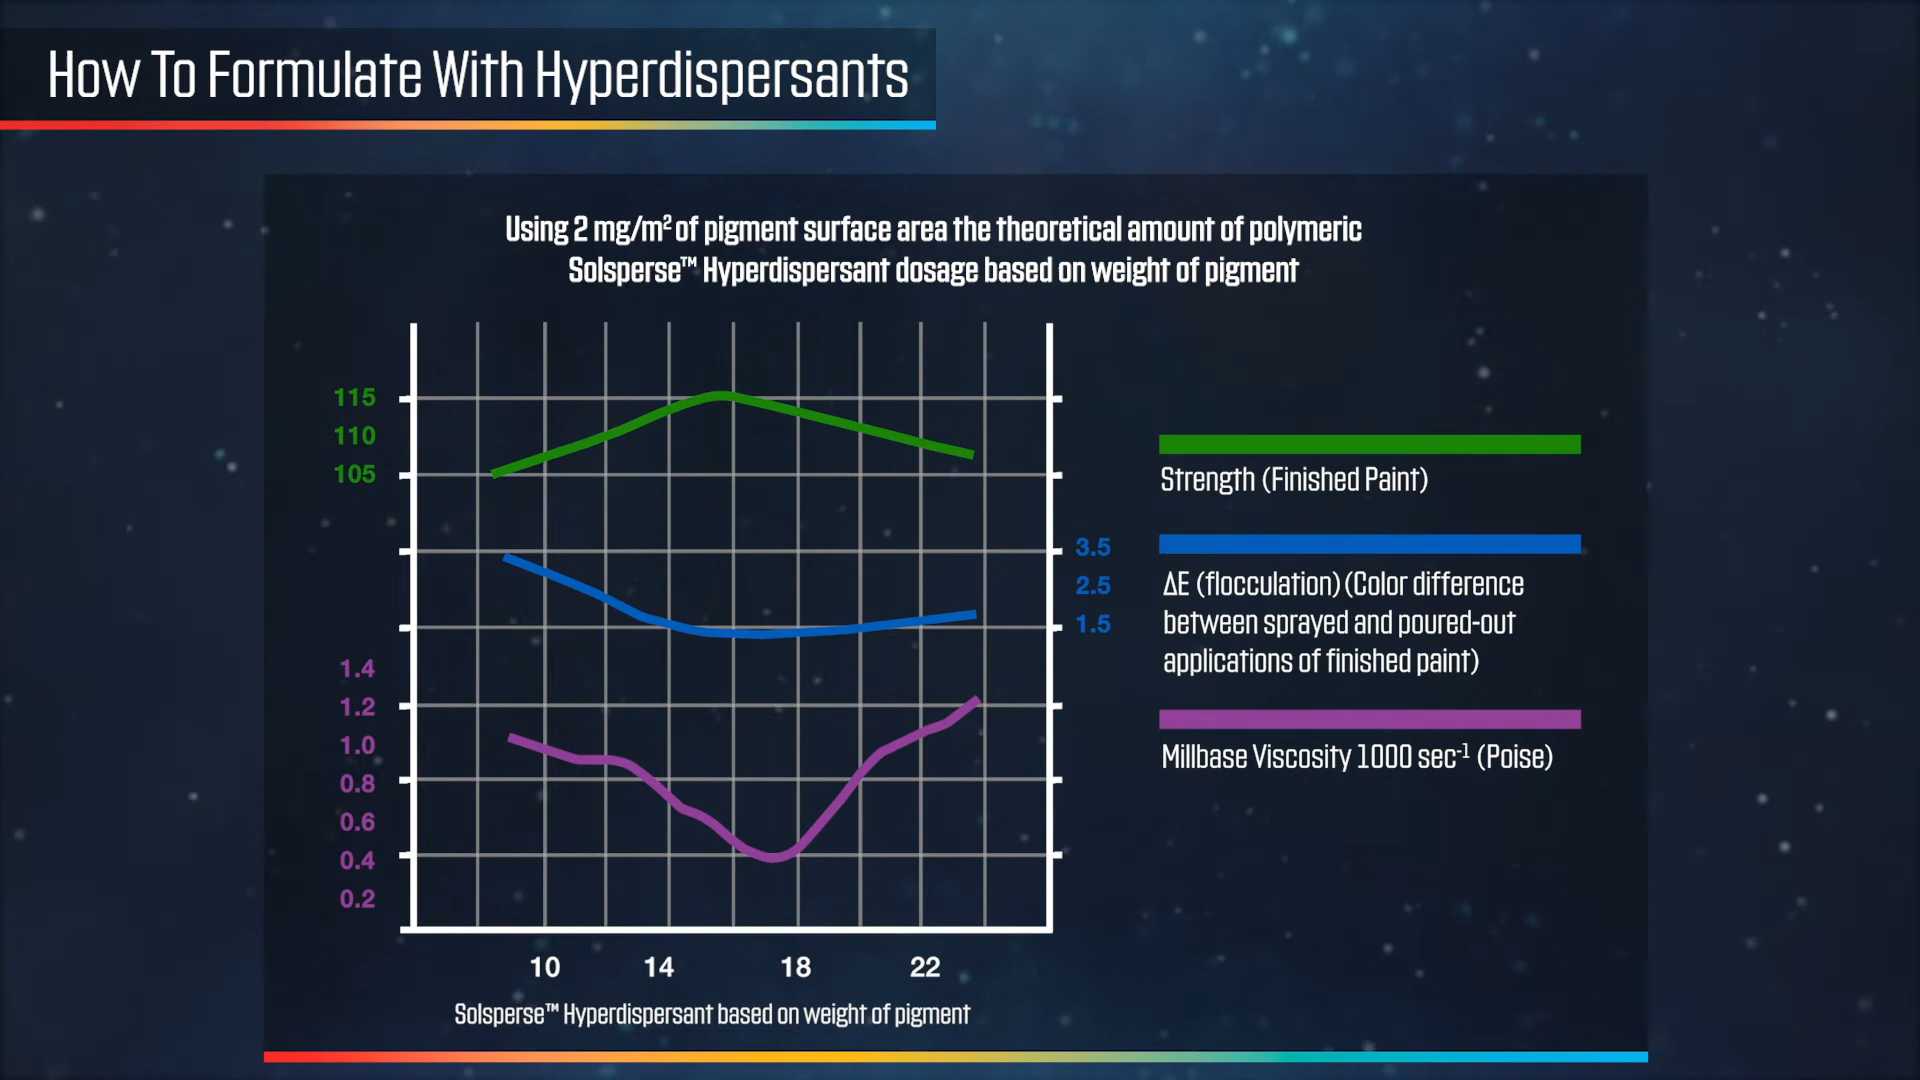 How To Formulate With Hyperdispersants
Using 2 mg/m² of pigment surface area the theoretical amount of polymeric
Solsperse™ Hyperdispersant dosage based on weight of pigment
115
110
105
3.5
2.5
1.5
1.4
1.2
1.0
0.8
0.6
0.4
0.2
10 14 18 22
Solsperse™ Hyperdispersant based on weight of pigment
Strength (Finished Paint)
ΔE (flocculation) (Color difference
between sprayed and poured-out
applications of finished paint)
Millbase Viscosity 1000 sec⁻¹ (Poise)